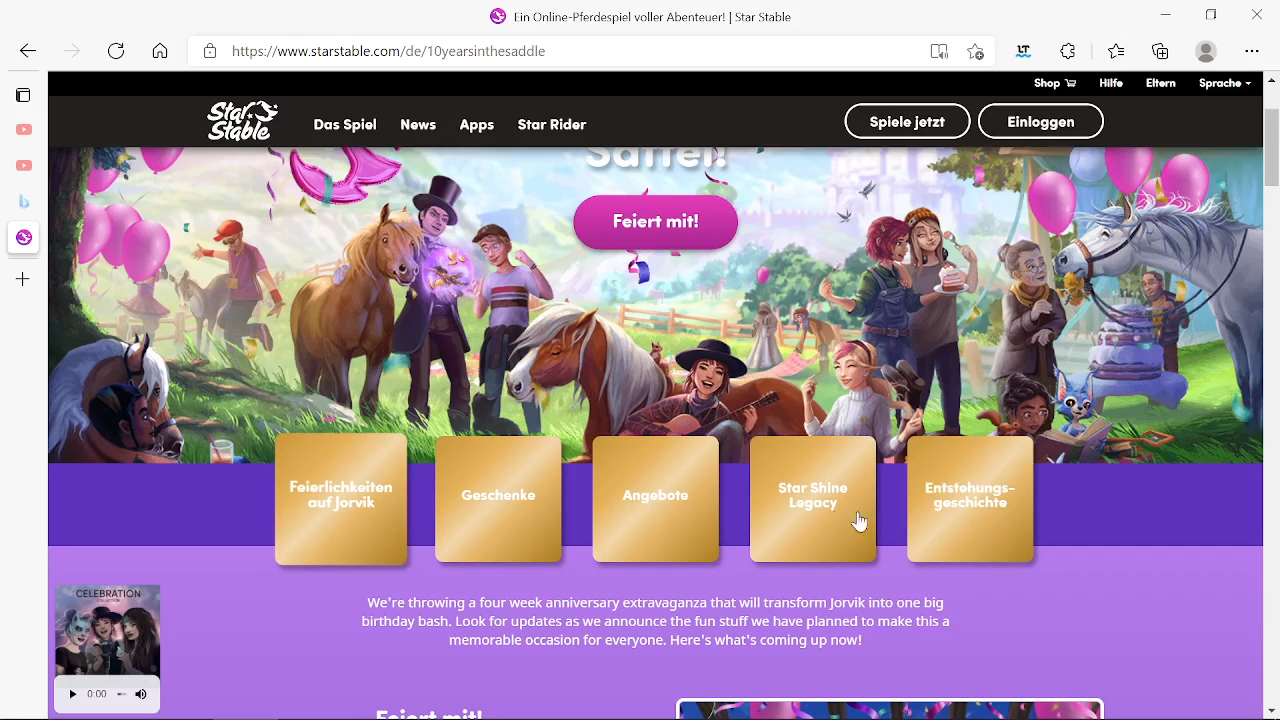 Ein Online-Pferdespiel voller Abenteuer! | Star Stable
https://www.starstable.com/de/10yearsinthesaddle
LT
Shop
Hilfe
Eltern
Sprache
Star Stable
Das Spiel
News
Apps
Star Rider
Spiele jetzt
Einloggen
Sattel!
Feiert mit!
Feierlichkeiten
auf Jorvik
Geschenke
Angebote
Star Shine
Legacy
Entstehungs-
geschichte
We're throwing a four week anniversary extravaganza that will transform Jorvik into one big
birthday bash. Look for updates as we announce the fun stuff we have planned to make this a
memorable occasion for everyone. Here's what's coming up now!
CELEBRATION
0:00
Feiert mit!